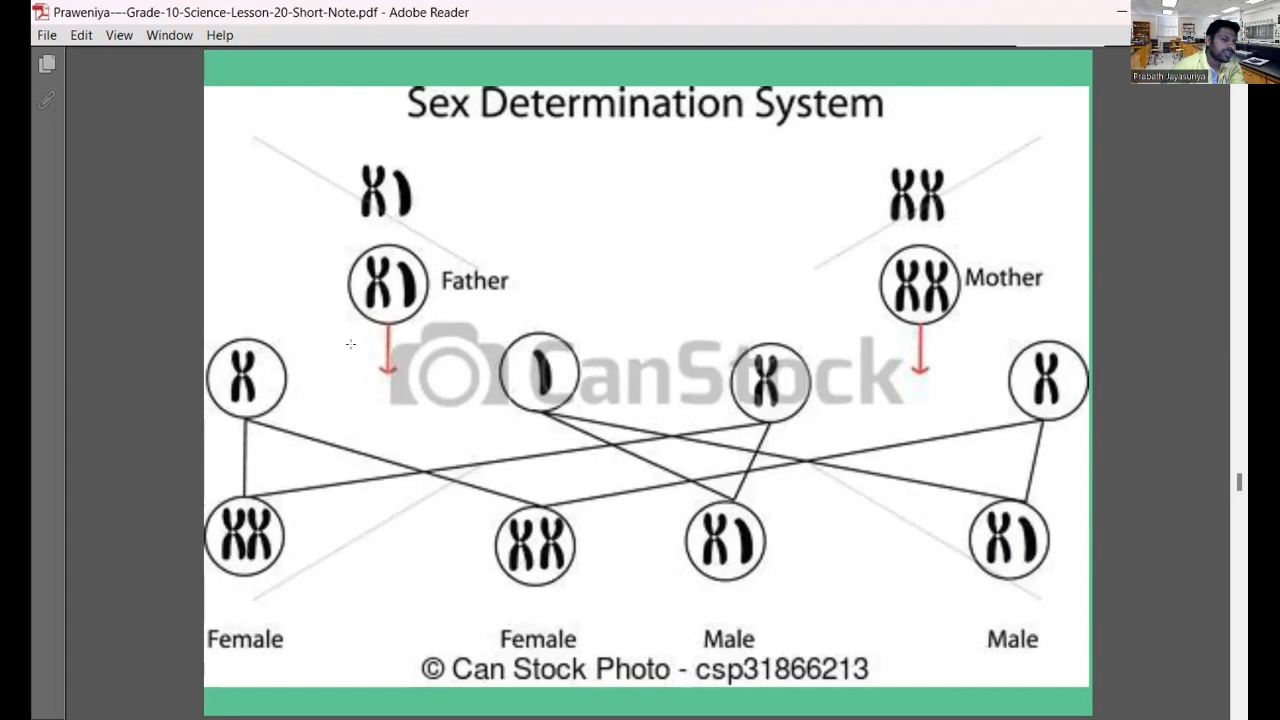 Praweniya-–-Grade-10-Science-Lesson-20-Short-Note.pdf - Adobe Reader
File Edit View Window Help
Prabath Jayasuriya
Sex Determination System
Father
Mother
CanStock
Female Female Male Male
© Can Stock Photo - csp31866213